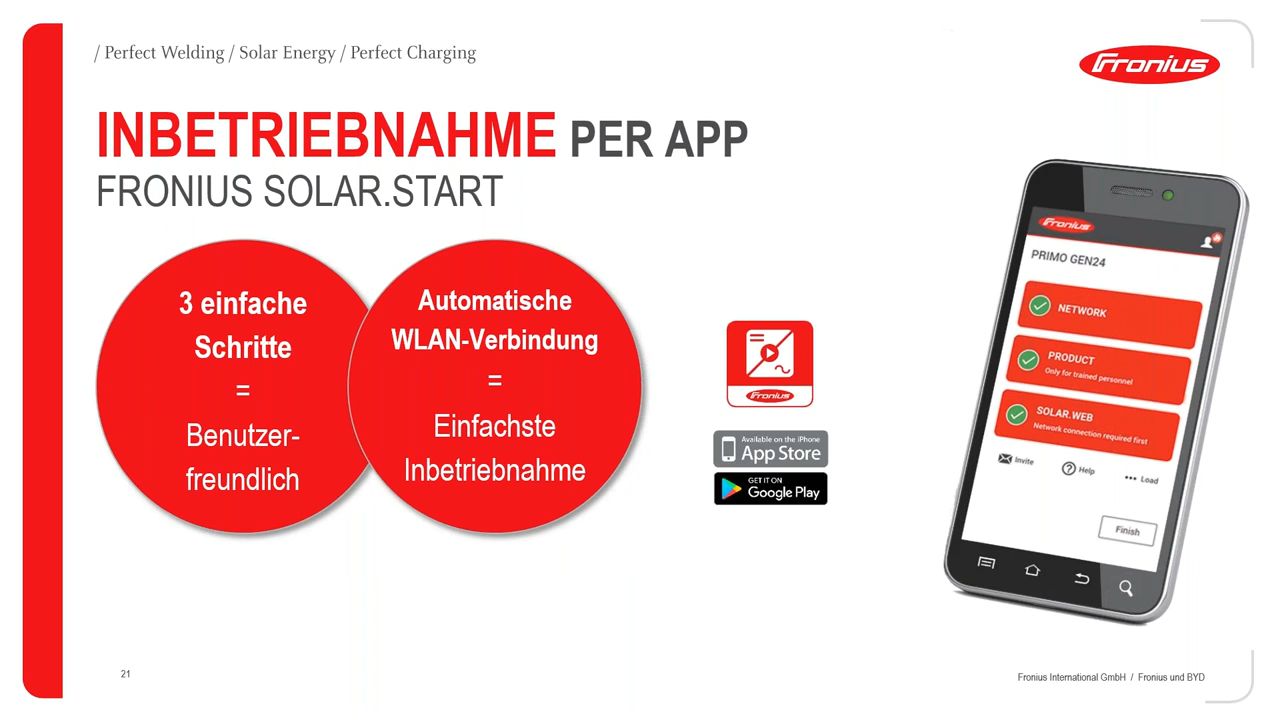 / Perfect Welding / Solar Energy / Perfect Charging
Fronius
INBETRIEBNAHME PER APP
FRONIUS SOLAR.START
3 einfache
Schritte
=
Benutzer-
freundlich
Automatische
WLAN-Verbindung
=
Einfachste
Inbetriebnahme
Fronius
Available on the iPhone
App Store
GET IT ON
Google Play
Fronius
PRIMO GEN24
NETWORK
PRODUCT
Only for trained personnel
SOLAR.WEB
Network connection required first
Invite
Help
Load
Finish
21
Fronius International GmbH / Fronius und BYD